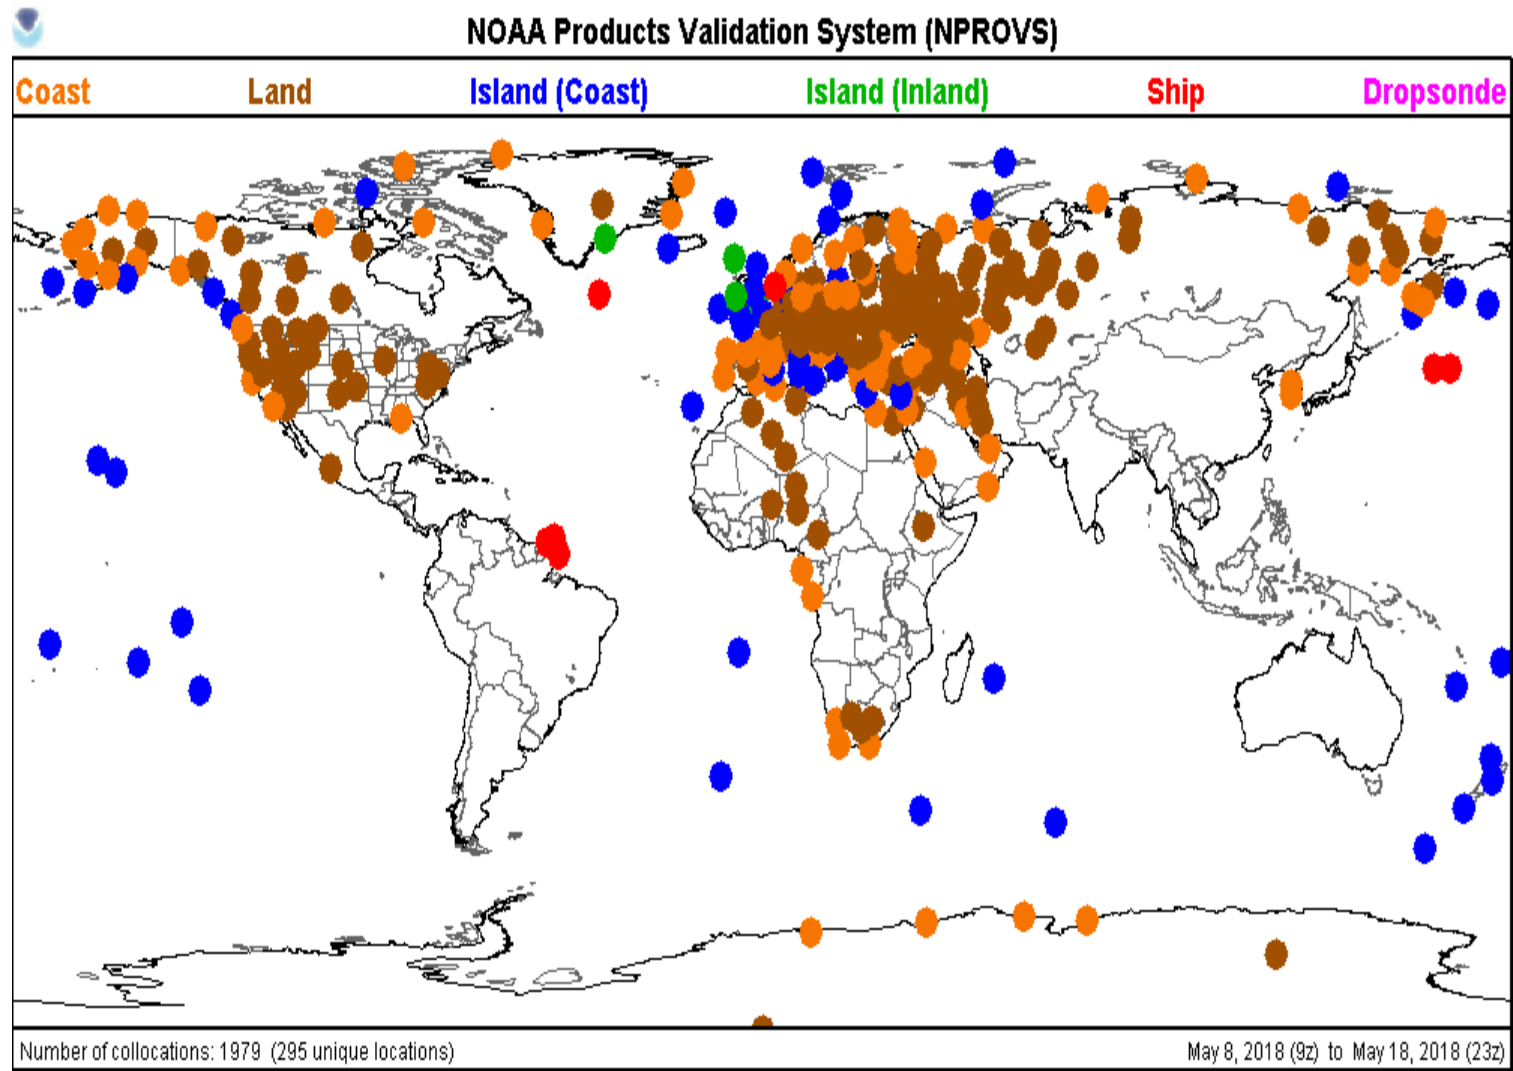 NOAA Products Validation System (NPROVS)
Coast Land Island (Coast) Island (Inland) Ship Dropsonde
Number of collocations: 1979 (295 unique locations) May 8, 2018 (9z) to May 18, 2018 (23z)